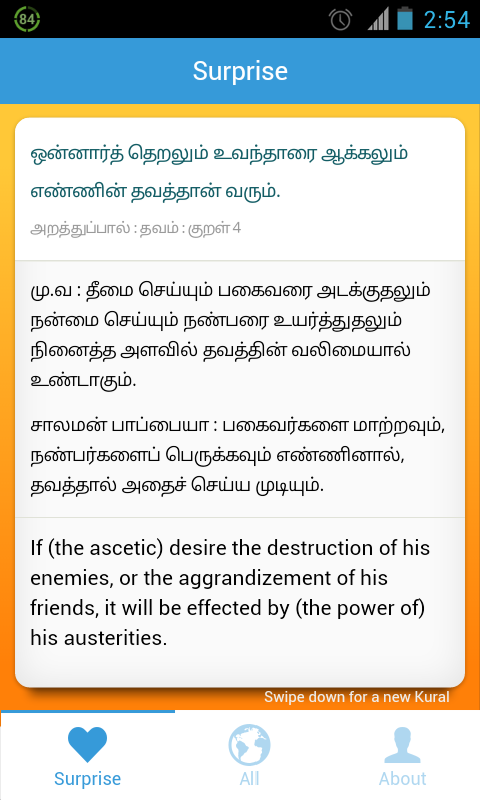 84
2:54
Surprise
ஒன்னார்த் தெறலும் உவந்தாரை ஆக்கலும்
எண்ணின் தவத்தான் வரும்.
அறத்துப்பால் : தவம் : குறள் 4
மு.வ : தீமை செய்யும் பகைவரை அடக்குதலும்
நன்மை செய்யும் நண்பரை உயர்த்துதலும்
நினைத்த அளவில் தவத்தின் வலிமையால்
உண்டாகும்.
சாலமன் பாப்பையா : பகைவர்களை மாற்றவும்,
நண்பர்களைப் பெருக்கவும் எண்ணினால்,
தவத்தால் அதைச் செய்ய முடியும்.
If (the ascetic) desire the destruction of his
enemies, or the aggrandizement of his
friends, it will be effected by (the power of)
his austerities.
Swipe down for a new Kural
Surprise
All
About